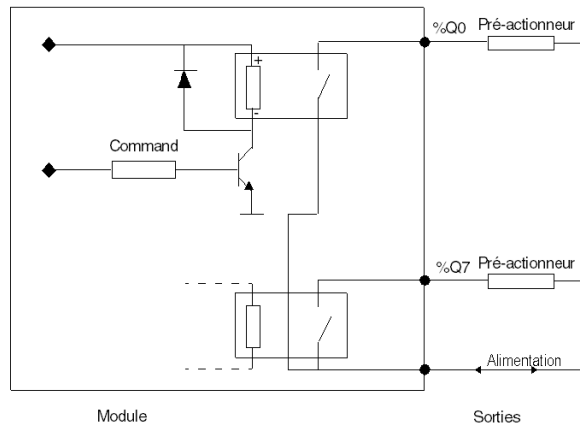 %Q0
Pré-actionneur
+
-
Command
%Q7
Pré-actionneur
Alimentation
Module
Sorties